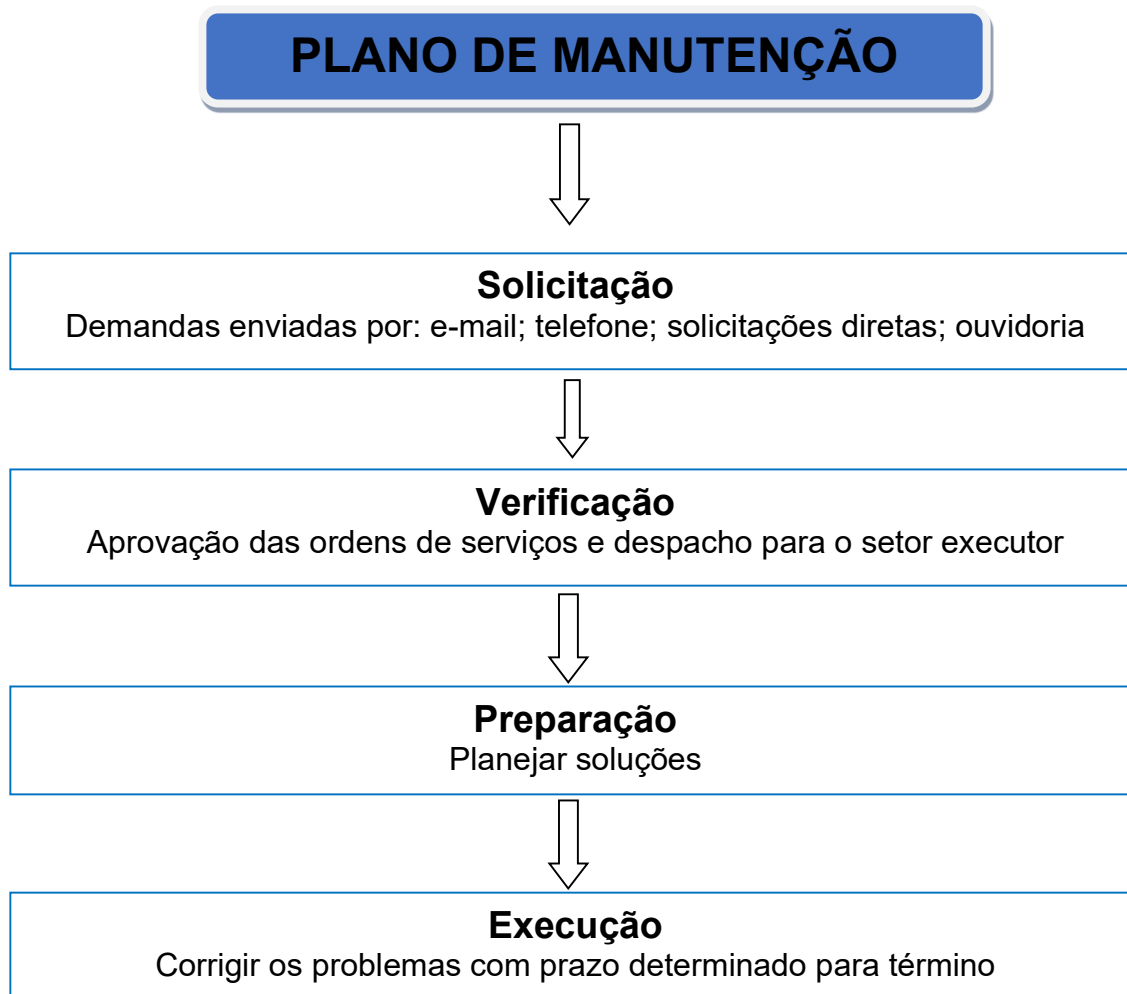 PLANO DE MANUTENÇÃO
Solicitação
Demandas enviadas por: e-mail; telefone; solicitações diretas; ouvidoria
Verificação
Aprovação das ordens de serviços e despacho para o setor executor
Preparação
Planejar soluções
Execução
Corrigir os problemas com prazo determinado para término